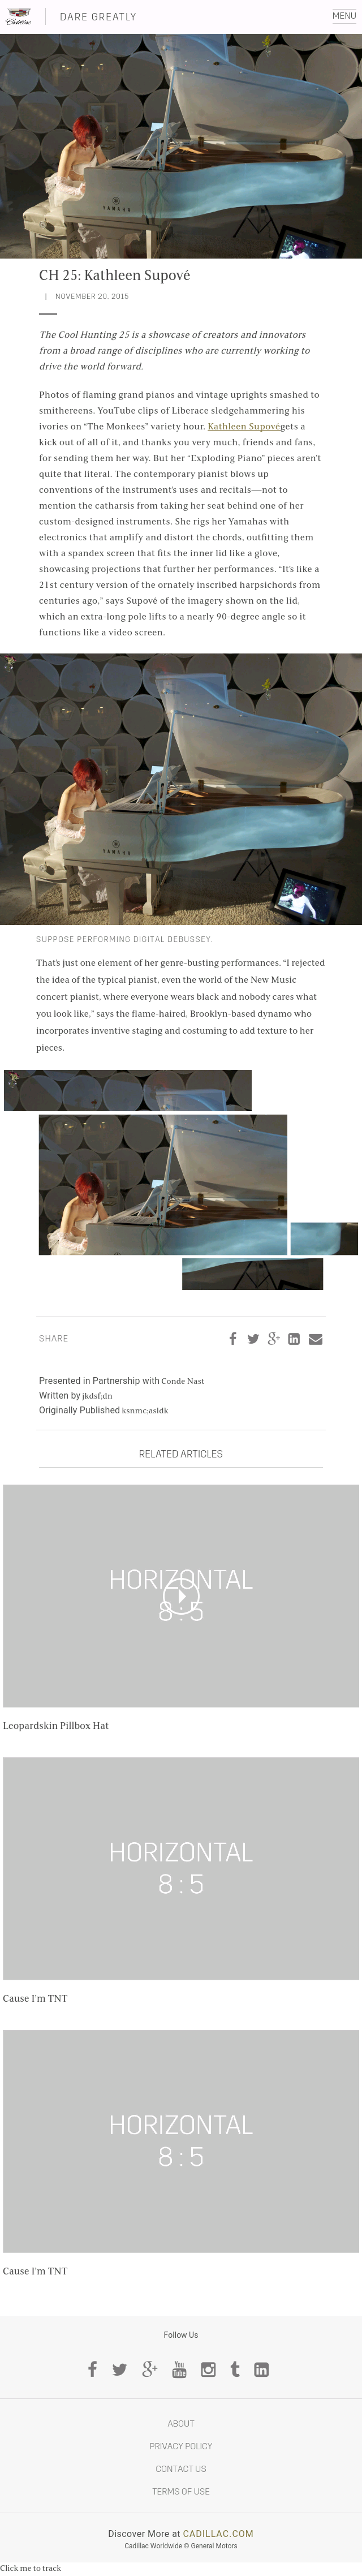 Cadillac
DARE GREATLY
MENU
YAMAHA
CH 25: Kathleen Supové
| NOVEMBER 20, 2015
The Cool Hunting 25 is a showcase of creators and innovators
from a broad range of disciplines who are currently working to
drive the world forward.
Photos of flaming grand pianos and vintage uprights smashed to
smithereens. YouTube clips of Liberace sledgehammering his
ivories on “The Monkees” variety hour. Kathleen Supovégets a
kick out of all of it, and thanks you very much, friends and fans,
for sending them her way. But her “Exploding Piano” pieces aren’t
quite that literal. The contemporary pianist blows up
conventions of the instrument’s uses and recitals—not to
mention the catharsis from taking her seat behind one of her
custom-designed instruments. She rigs her Yamahas with
electronics that amplify and distort the chords, outfitting them
with a spandex screen that fits the inner lid like a glove,
showcasing projections that further her performances. “It’s like a
21st century version of the ornately inscribed harpsichords from
centuries ago,” says Supové of the imagery shown on the lid,
which an extra-long pole lifts to a nearly 90-degree angle so it
functions like a video screen.
YAMAHA
SUPPOSE PERFORMING DIGITAL DEBUSSEY.
That’s just one element of her genre-busting performances. “I rejected
the idea of the typical pianist, even the world of the New Music
concert pianist, where everyone wears black and nobody cares what
you look like,” says the flame-haired, Brooklyn-based dynamo who
incorporates inventive staging and costuming to add texture to her
pieces.
SHARE
Presented in Partnership with Conde Nast
Written by jkdsf;dn
Originally Published ksnmc;asldk
RELATED ARTICLES
HORIZONTAL
8 : 5
Leopardskin Pillbox Hat
HORIZONTAL
8 : 5
Cause I'm TNT
HORIZONTAL
8 : 5
Cause I'm TNT
Follow Us
You Tube
ABOUT
PRIVACY POLICY
CONTACT US
TERMS OF USE
Discover More at CADILLAC.COM
Cadillac Worldwide © General Motors
Click me to track